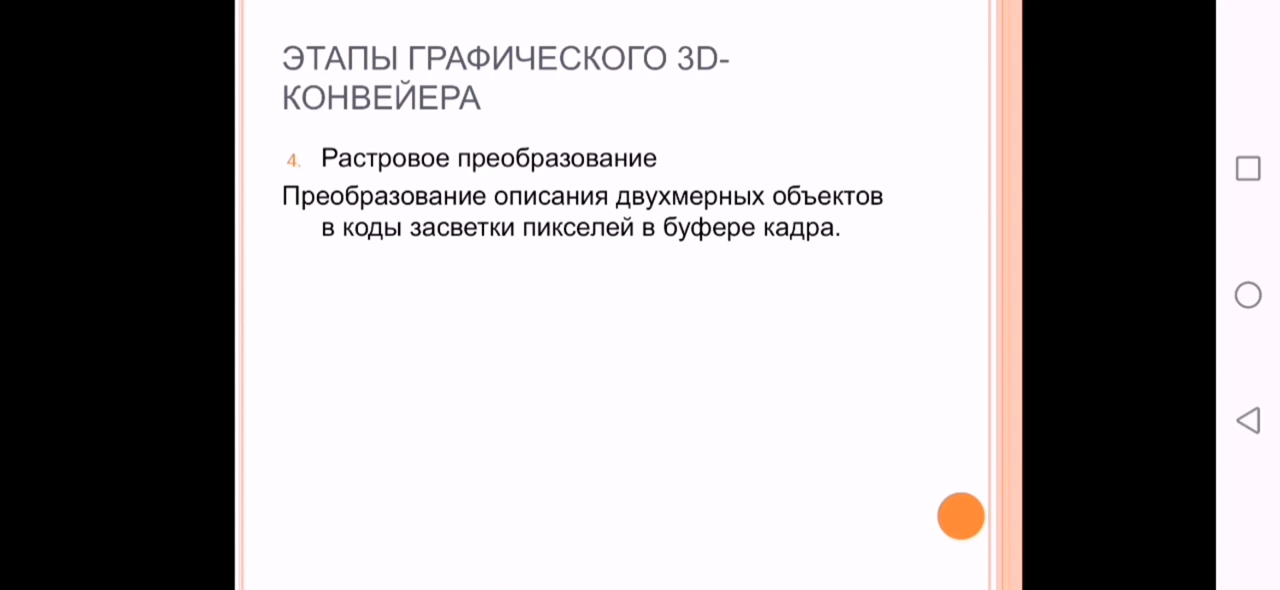 ЭТАПЫ ГРАФИЧЕСКОГО 3D-
КОНВЕЙЕРА
4. Растровое преобразование
Преобразование описания двухмерных объектов
в коды засветки пикселей в буфере кадра.